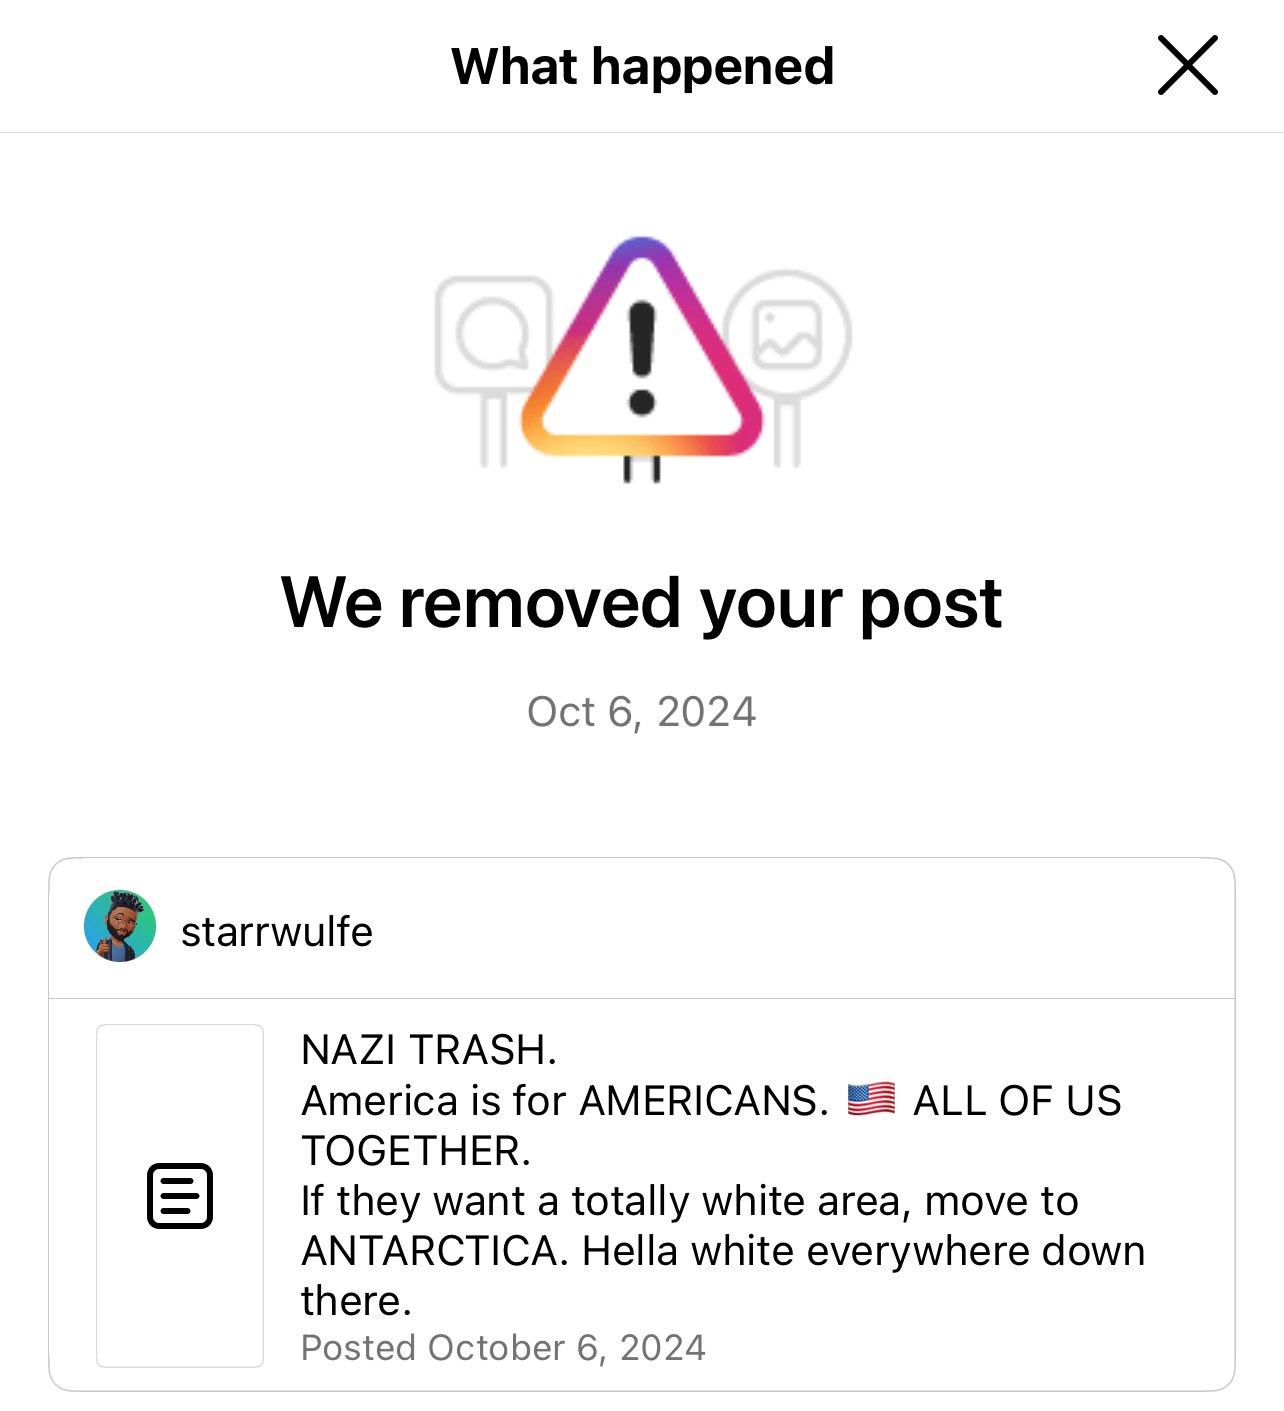 What happened
We removed your post
Oct 6, 2024
starrwulfe
NAZI TRASH.
America is for AMERICANS. 🇺🇸 ALL OF US
TOGETHER.
If they want a totally white area, move to
ANTARCTICA. Hella white everywhere down
there.
Posted October 6, 2024